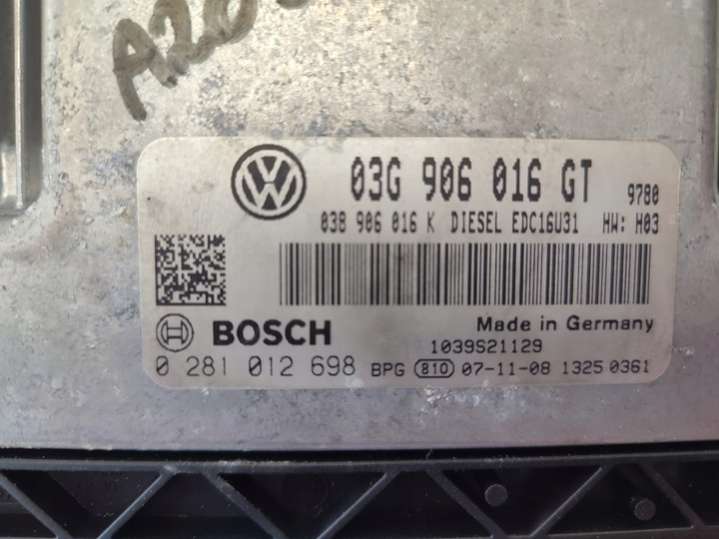 03G 906 016 GT 9780
038 906 016 K DIESEL EDC16U31 HW: H03
BOSCH Made in Germany
1039S21129
0 281 012 698 BPG 810 07-11-08 1325 0361